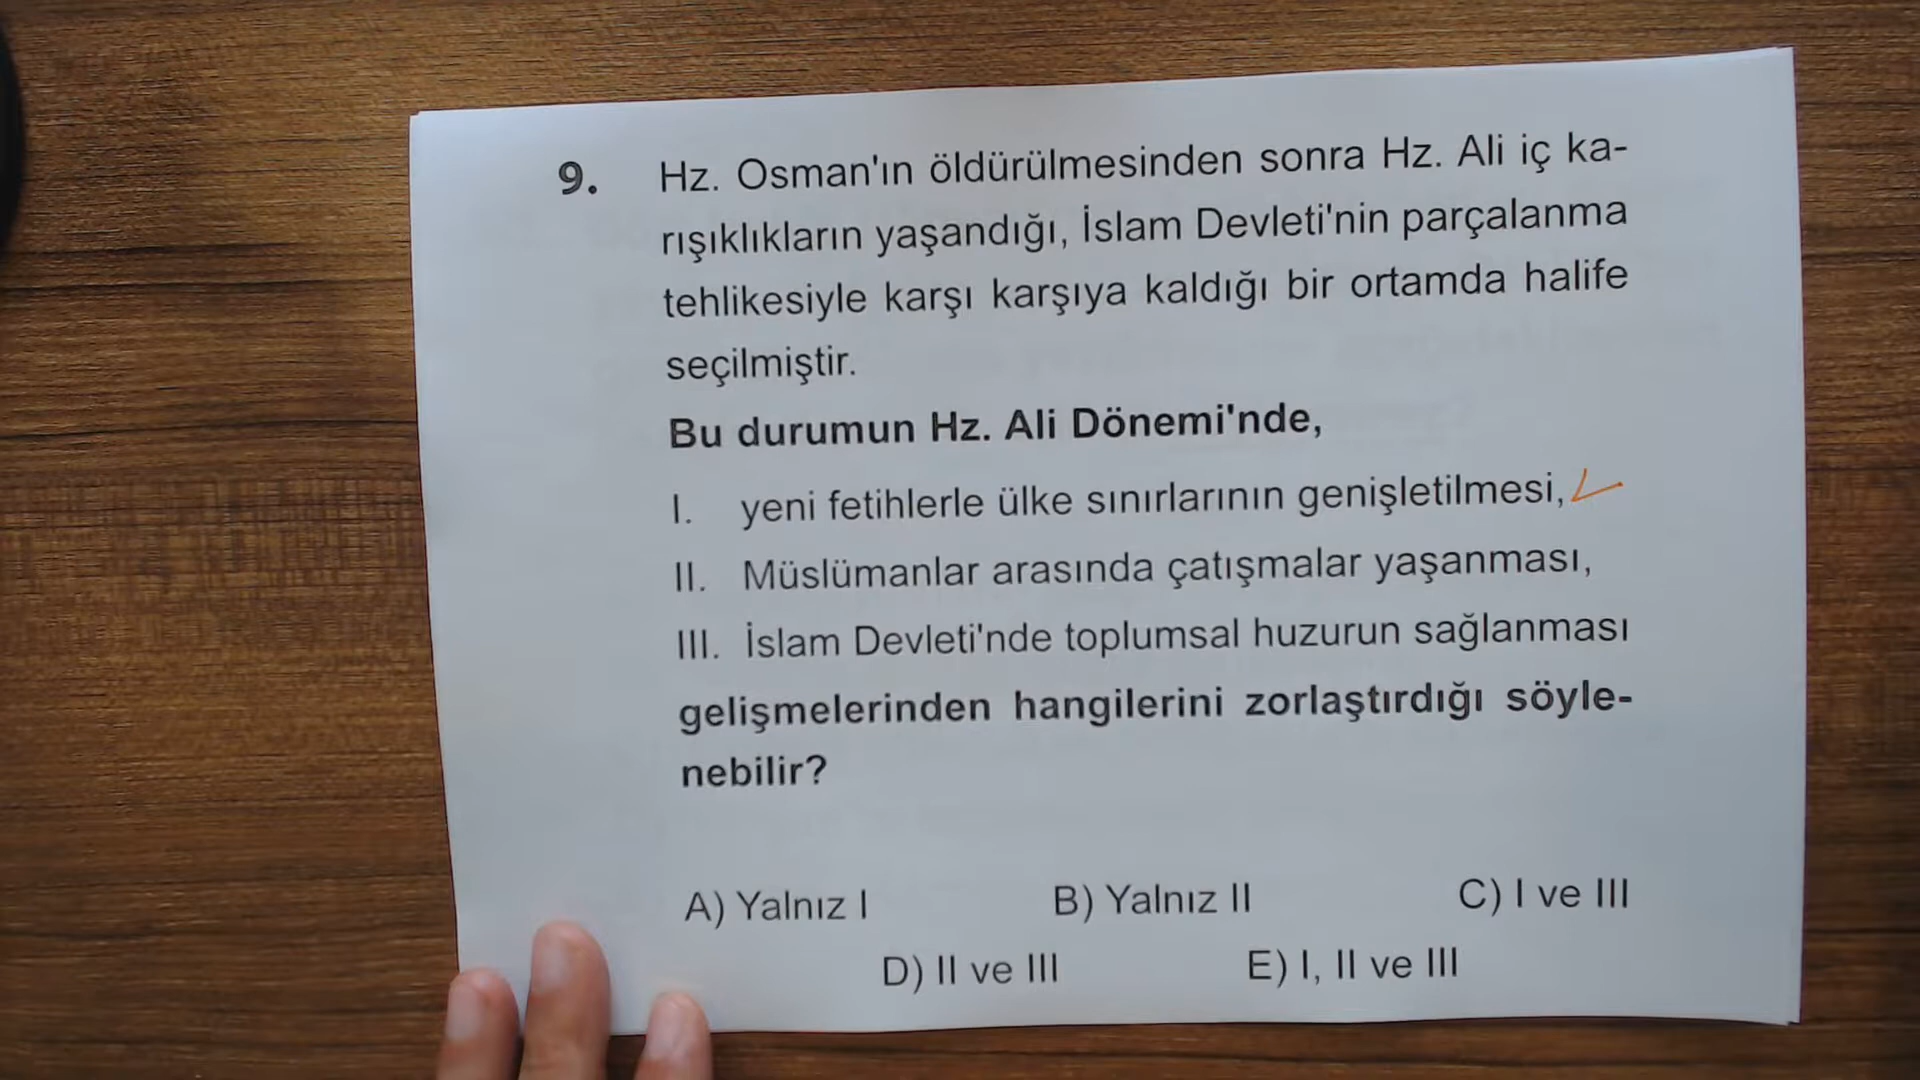 9. Hz. Osman'ın öldürülmesinden sonra Hz. Ali iç ka-
rışıklıkların yaşandığı, İslam Devleti'nin parçalanma
tehlikesiyle karşı karşıya kaldığı bir ortamda halife
seçilmiştir.
Bu durumun Hz. Ali Dönemi'nde,
I. yeni fetihlerle ülke sınırlarının genişletilmesi,
II. Müslümanlar arasında çatışmalar yaşanması,
III. İslam Devleti'nde toplumsal huzurun sağlanması
gelişmelerinden hangilerini zorlaştırdığı söyle-
nebilir?
A) Yalnız I B) Yalnız II C) I ve III
D) II ve III E) I, II ve III